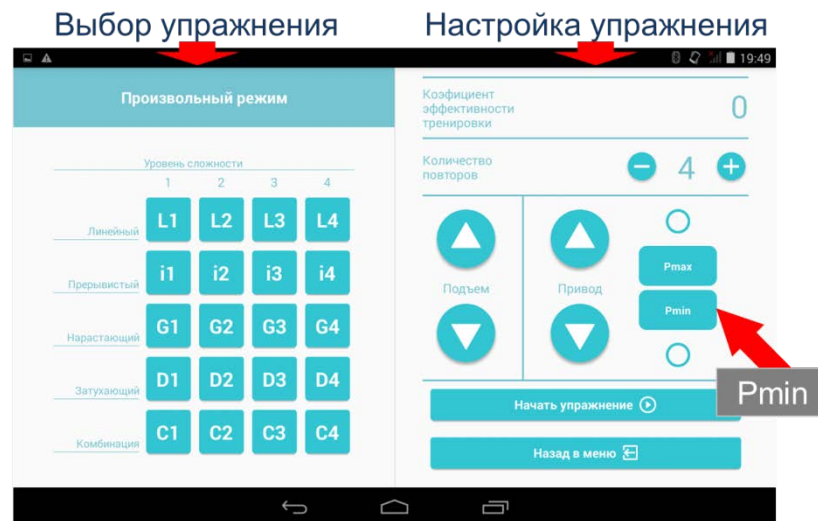 Выбор упражнения
Настройка упражнения
19:49
Произвольный режим
Уровень сложности
1 2 3 4
Линейный L1 L2 L3 L4
Прерывистый i1 i2 i3 i4
Нарастающий G1 G2 G3 G4
Затухающий D1 D2 D3 D4
Комбинация C1 C2 C3 C4
Коэфициент
эффективности
тренировки
0
Количество
повторов
4
Подъем
Привод
Pmax
Pmin
Pmin
Начать упражнение
Назад в меню